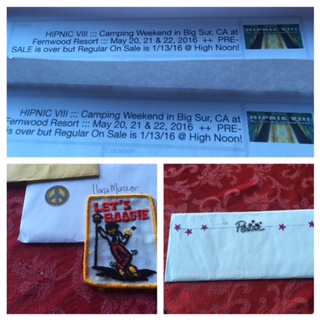 HIPNIC VIII ::: Camping Weekend in Big Sur, CA at
Fernwood Resort ::: May 20, 21 & 22, 2016 ++ PRE-
SALE is over but Regular On Sale is 1/13/16 @ High Noon!
HIPNIC VIII
HIPNIC VIII ::: Camping Weekend in Big Sur, CA at
Fernwood Resort ::: May 20, 21 & 22, 2016 ++ PRE-
SALE is over but Regular On Sale is 1/13/16 @ High Noon!
HIPNIC VIII
Location
LET'S
BOOGIE